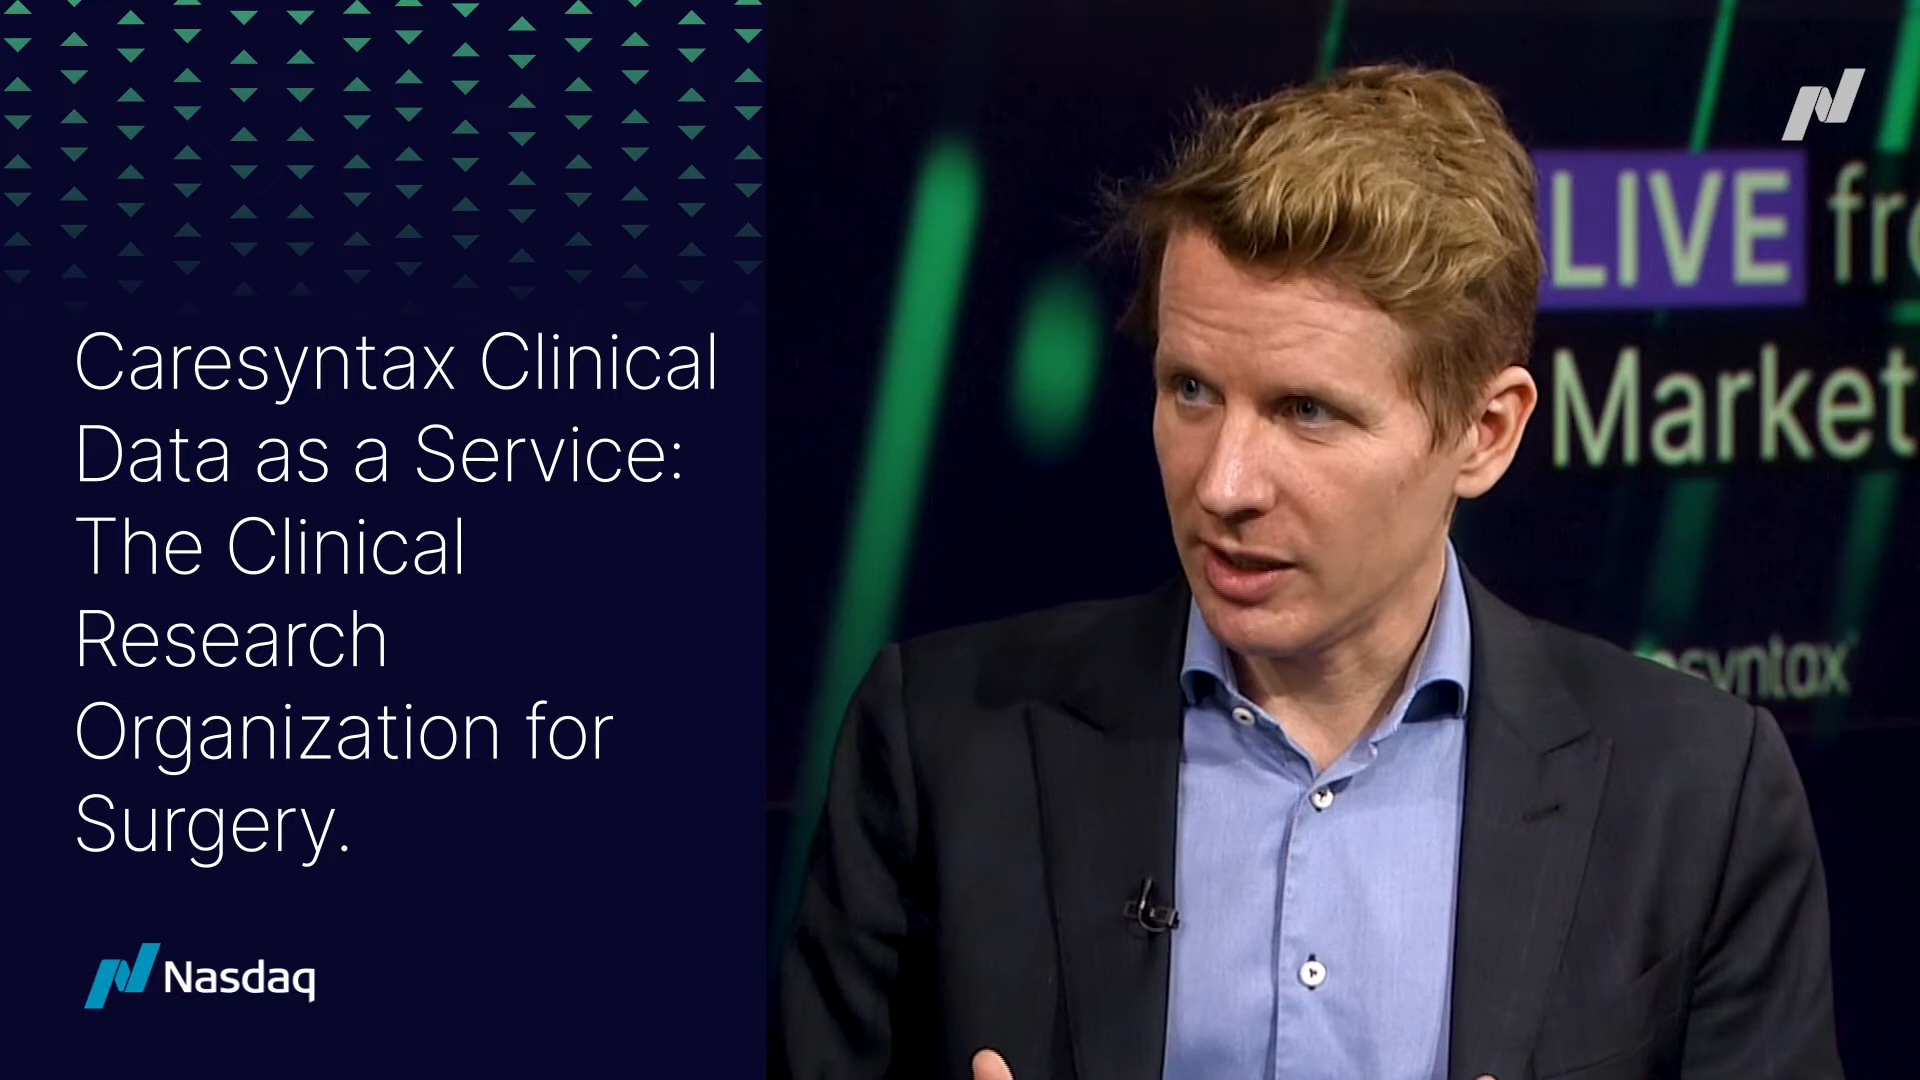 Caresyntax Clinical
Data as a Service:
The Clinical
Research
Organization for
Surgery.
Nasdaq
LIVE
Market